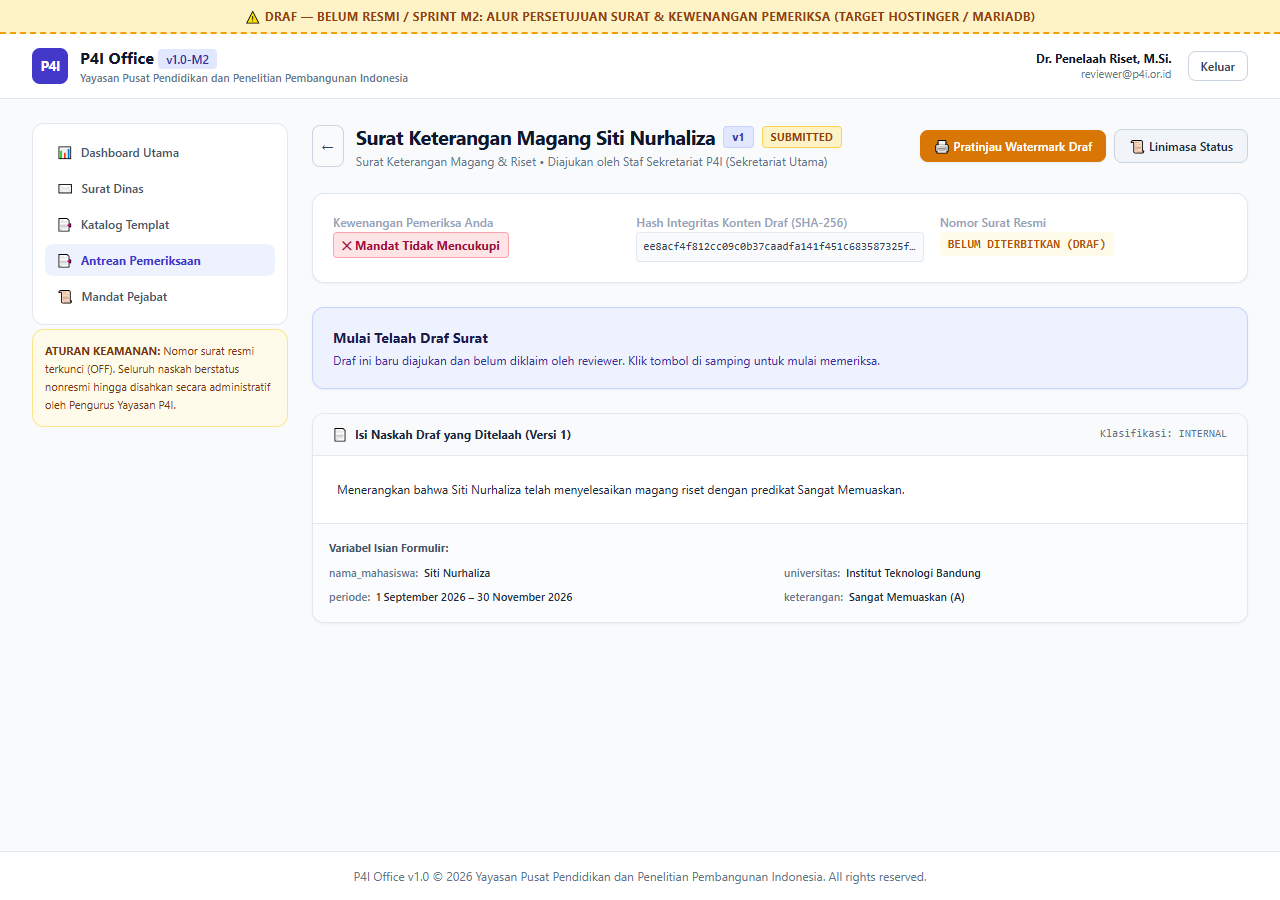 ⚠ DRAF — BELUM RESMI / SPRINT M2: ALUR PERSETUJUAN SURAT & KEWENANGAN PEMERIKSA (TARGET HOSTINGER / MARIADB)
P4I
P4I Office v1.0-M2
Yayasan Pusat Pendidikan dan Penelitian Pembangunan Indonesia
Dr. Penelaah Riset, M.Si.
reviewer@p4i.or.id
Keluar
Dashboard Utama
Surat Dinas
Katalog Templat
Antrean Pemeriksaan
Mandat Pejabat
ATURAN KEAMANAN: Nomor surat resmi
terkunci (OFF). Seluruh naskah berstatus
nonresmi hingga disahkan secara administratif
oleh Pengurus Yayasan P4I.
←
Surat Keterangan Magang Siti Nurhaliza v1 SUBMITTED
Surat Keterangan Magang & Riset • Diajukan oleh Staf Sekretariat P4I (Sekretariat Utama)
Pratinjau Watermark Draf
Linimasa Status
Kewenangan Pemeriksa Anda
✕ Mandat Tidak Mencukupi
Hash Integritas Konten Draf (SHA-256)
ee8acf4f812cc09c0b37caadfa141f451c683587325f…
Nomor Surat Resmi
BELUM DITERBITKAN (DRAF)
Mulai Telaah Draf Surat
Draf ini baru diajukan dan belum diklaim oleh reviewer. Klik tombol di samping untuk mulai memeriksa.
Isi Naskah Draf yang Ditelaah (Versi 1)
Klasifikasi: INTERNAL
Menerangkan bahwa Siti Nurhaliza telah menyelesaikan magang riset dengan predikat Sangat Memuaskan.
Variabel Isian Formulir:
nama_mahasiswa: Siti Nurhaliza
universitas: Institut Teknologi Bandung
periode: 1 September 2026 – 30 November 2026
keterangan: Sangat Memuaskan (A)
P4I Office v1.0 © 2026 Yayasan Pusat Pendidikan dan Penelitian Pembangunan Indonesia. All rights reserved.